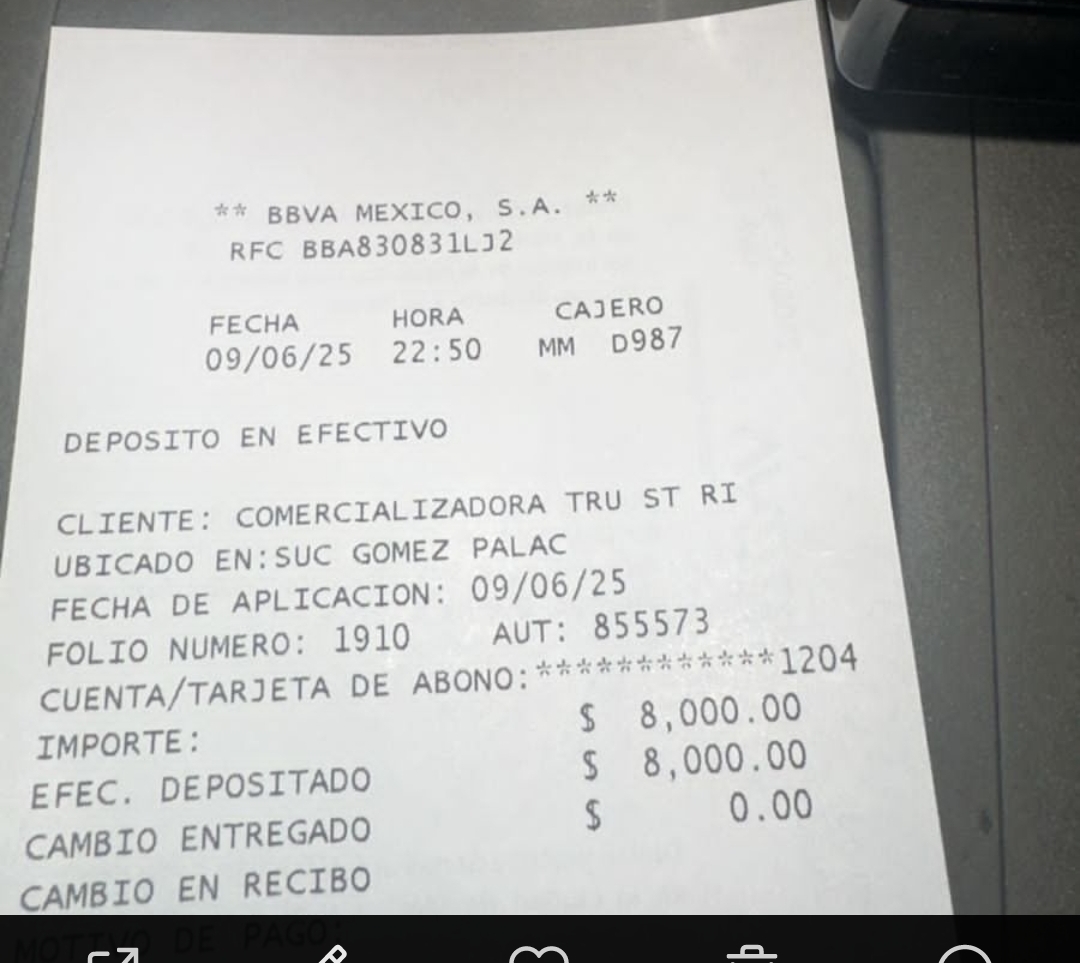 ** BBVA MEXICO, S.A. **
RFC BBA830831LJ2
FECHA HORA CAJERO
09/06/25 22:50 MM D987
DEPOSITO EN EFECTIVO
CLIENTE: COMERCIALIZADORA TRU ST RI
UBICADO EN:SUC GOMEZ PALAC
FECHA DE APLICACION: 09/06/25
FOLIO NUMERO: 1910 AUT: 855573
CUENTA/TARJETA DE ABONO:************1204
IMPORTE: $ 8,000.00
EFEC. DEPOSITADO $ 8,000.00
CAMBIO ENTREGADO $ 0.00
CAMBIO EN RECIBO
MOTIVO DE PAGO: